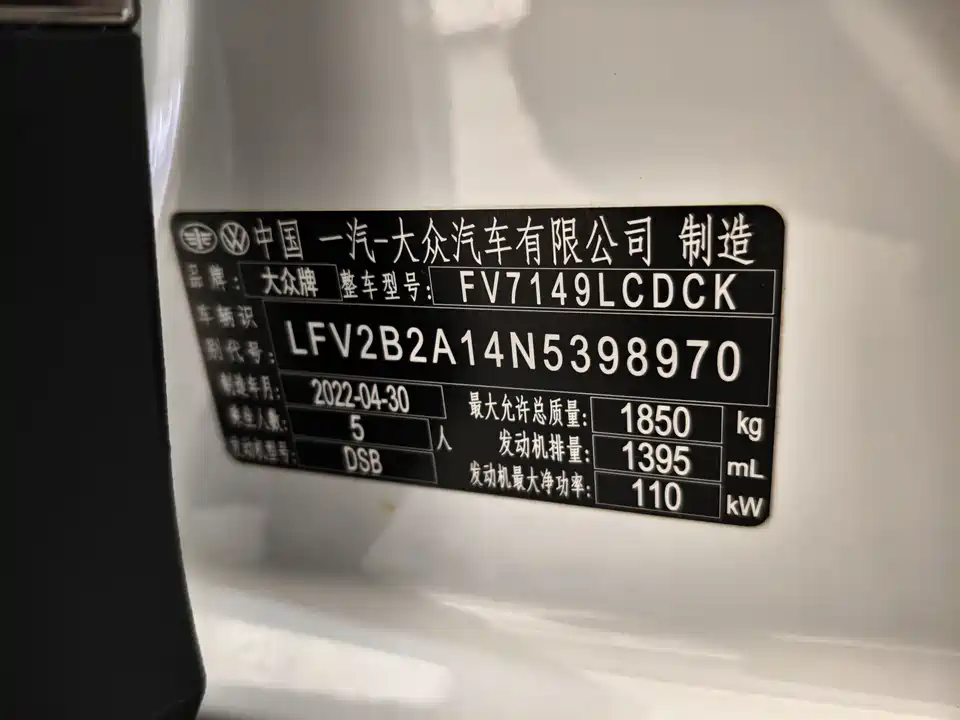 中国 一汽-大众汽车有限公司 制造
品牌: 大众牌 整车型号: FV7149LCDCK
车辆识别代号: LFV2B2A14N5398970
制造年月: 2022-04-30 最大允许总质量: 1850 kg
乘坐人数: 5 人 发动机排量: 1395 mL
发动机型号: DSB 发动机最大净功率: 110 kW